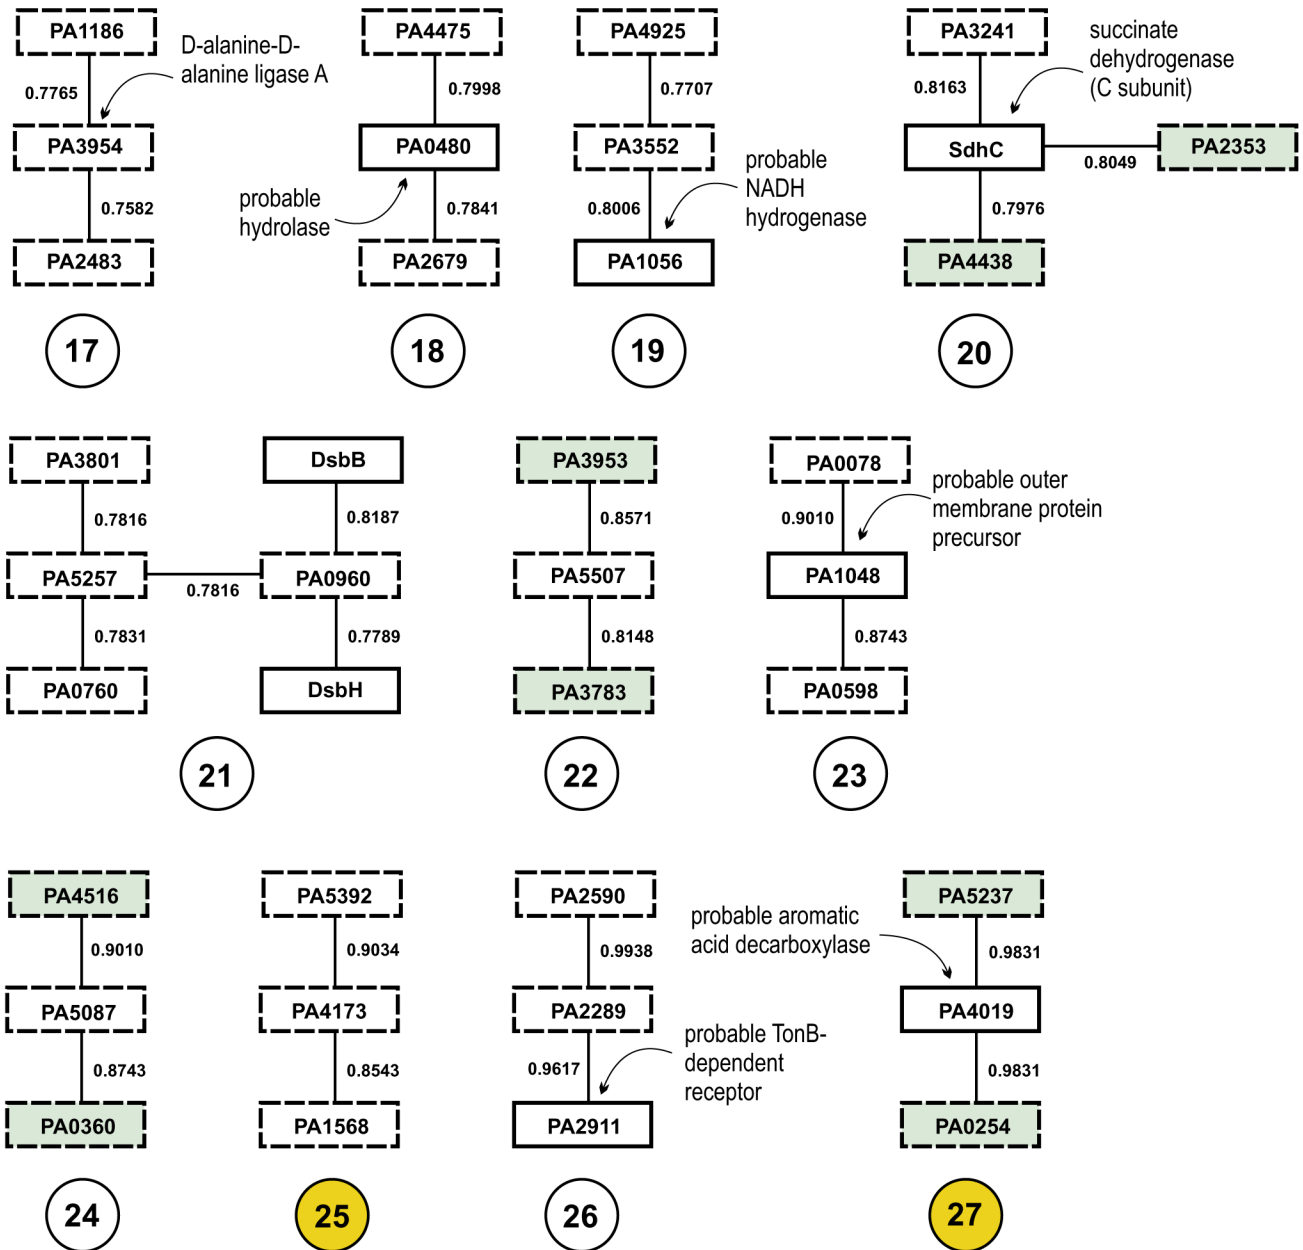 PA1186
D-alanine-D-
alanine ligase A
0.7765
PA3954
0.7582
PA2483
17
PA4475
0.7998
PA0480
probable
hydrolase
0.7841
PA2679
18
PA4925
0.7707
PA3552
probable
NADH
hydrogenase
0.8006
PA1056
19
PA3241
succinate
dehydrogenase
(C subunit)
0.8163
SdhC
0.8049
PA2353
0.7976
PA4438
20
PA3801
0.7816
PA5257
0.7816
0.7831
PA0760
DsbB
0.8187
PA0960
0.7789
DsbH
21
PA3953
0.8571
PA5507
0.8148
PA3783
22
PA0078
probable outer
membrane protein
precursor
0.9010
PA1048
0.8743
PA0598
23
PA4516
0.9010
PA5087
0.8743
PA0360
24
PA5392
0.9034
PA4173
0.8543
PA1568
25
PA2590
0.9938
PA2289
probable TonB-
dependent
receptor
0.9617
PA2911
26
PA5237
probable aromatic
acid decarboxylase
0.9831
PA4019
0.9831
PA0254
27